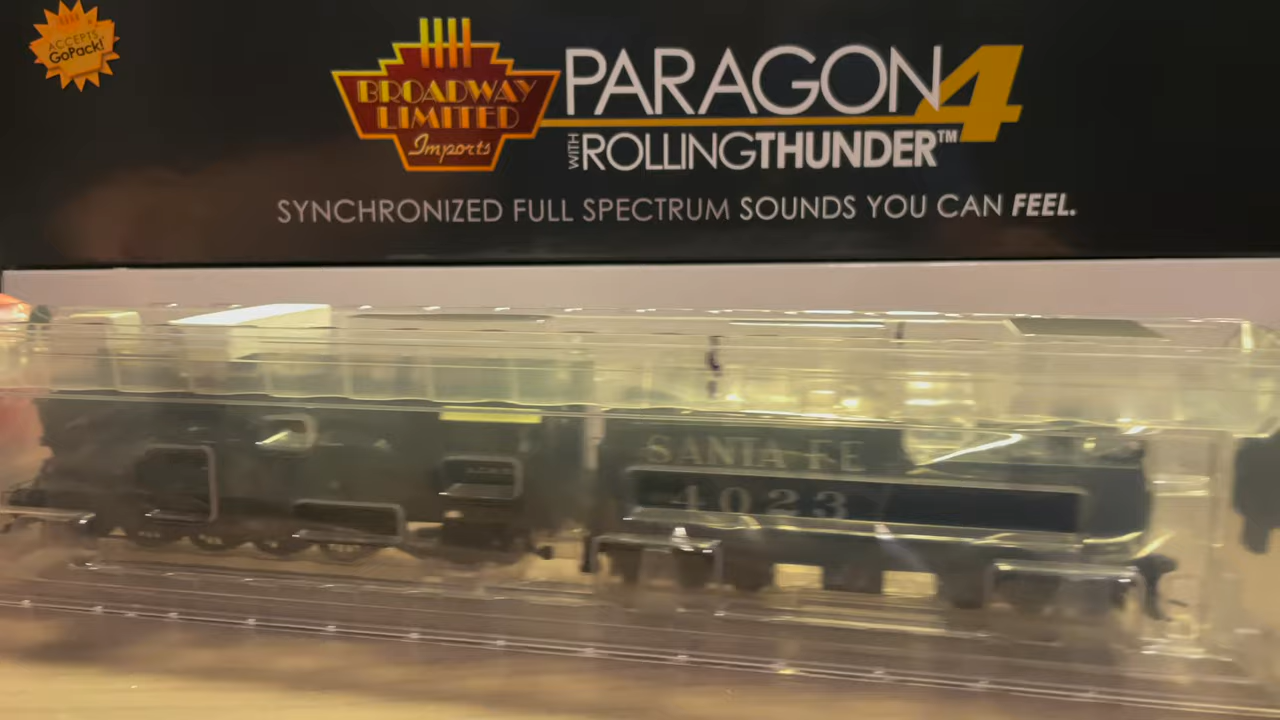 ACCEPTS
GoPack!
BROADWAY
LIMITED
Imports
PARAGON4
WITH ROLLINGTHUNDER™
SYNCHRONIZED FULL SPECTRUM SOUNDS YOU CAN FEEL.
SANTA FE
4023